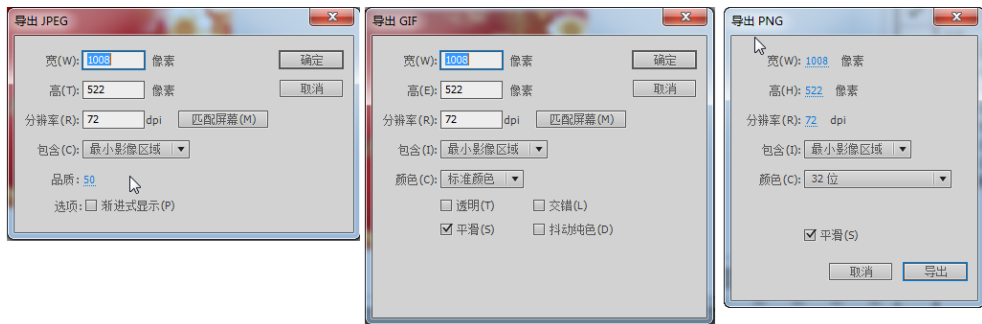 导出 JPEG
宽(W): 1008 像素 确定
高(T): 522 像素 取消
分辨率(R): 72 dpi 匹配屏幕(M)
包含(C): 最小影像区域
品质: 50
选项: 渐进式显示(P)
导出 GIF
宽(W): 1008 像素 确定
高(E): 522 像素 取消
分辨率(R): 72 dpi 匹配屏幕(M)
包含(I): 最小影像区域
颜色(C): 标准颜色
透明(T) 交错(L)
平滑(S) 抖动纯色(D)
导出 PNG
宽(W): 1008 像素
高(H): 522 像素
分辨率(R): 72 dpi
包含(I): 最小影像区域
颜色(C): 32 位
平滑(S)
取消 导出